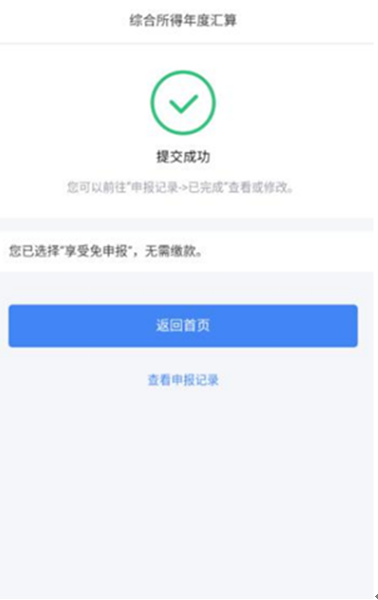 综合所得年度汇算
提交成功
您可以前往“申报记录->已完成”查看或修改。
您已选择“享受免申报”，无需缴款。
返回首页
查看申报记录